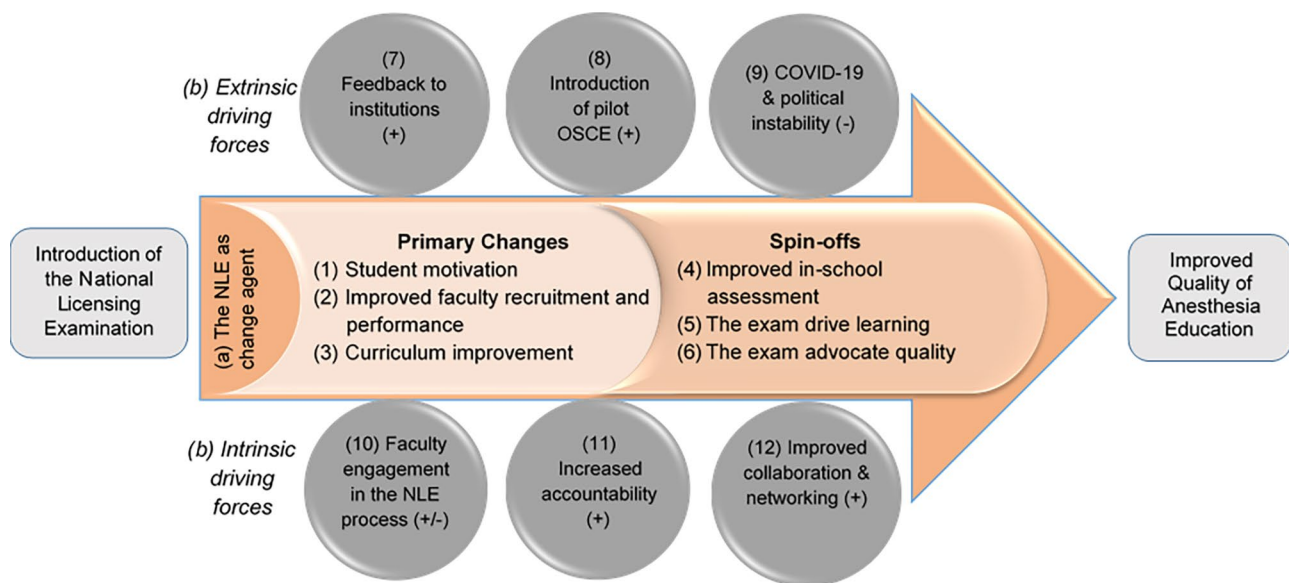 (b) Extrinsic
driving
forces
(7)
Feedback to
institutions
(+)
(8)
Introduction
of pilot
OSCE (+)
(9) COVID-19
& political
instability (-)
Introduction of
the National
Licensing
Examination
(a) The NLE as
change agent
Primary Changes
(1) Student motivation
(2) Improved faculty recruitment and
performance
(3) Curriculum improvement
Spin-offs
(4) Improved in-school
assessment
(5) The exam drive learning
(6) The exam advocate quality
Improved
Quality of
Anesthesia
Education
(b) Intrinsic
driving
forces
(10) Faculty
engagement
in the NLE
process (+/-)
(11)
Increased
accountability
(+)
(12) Improved
collaboration &
networking (+)